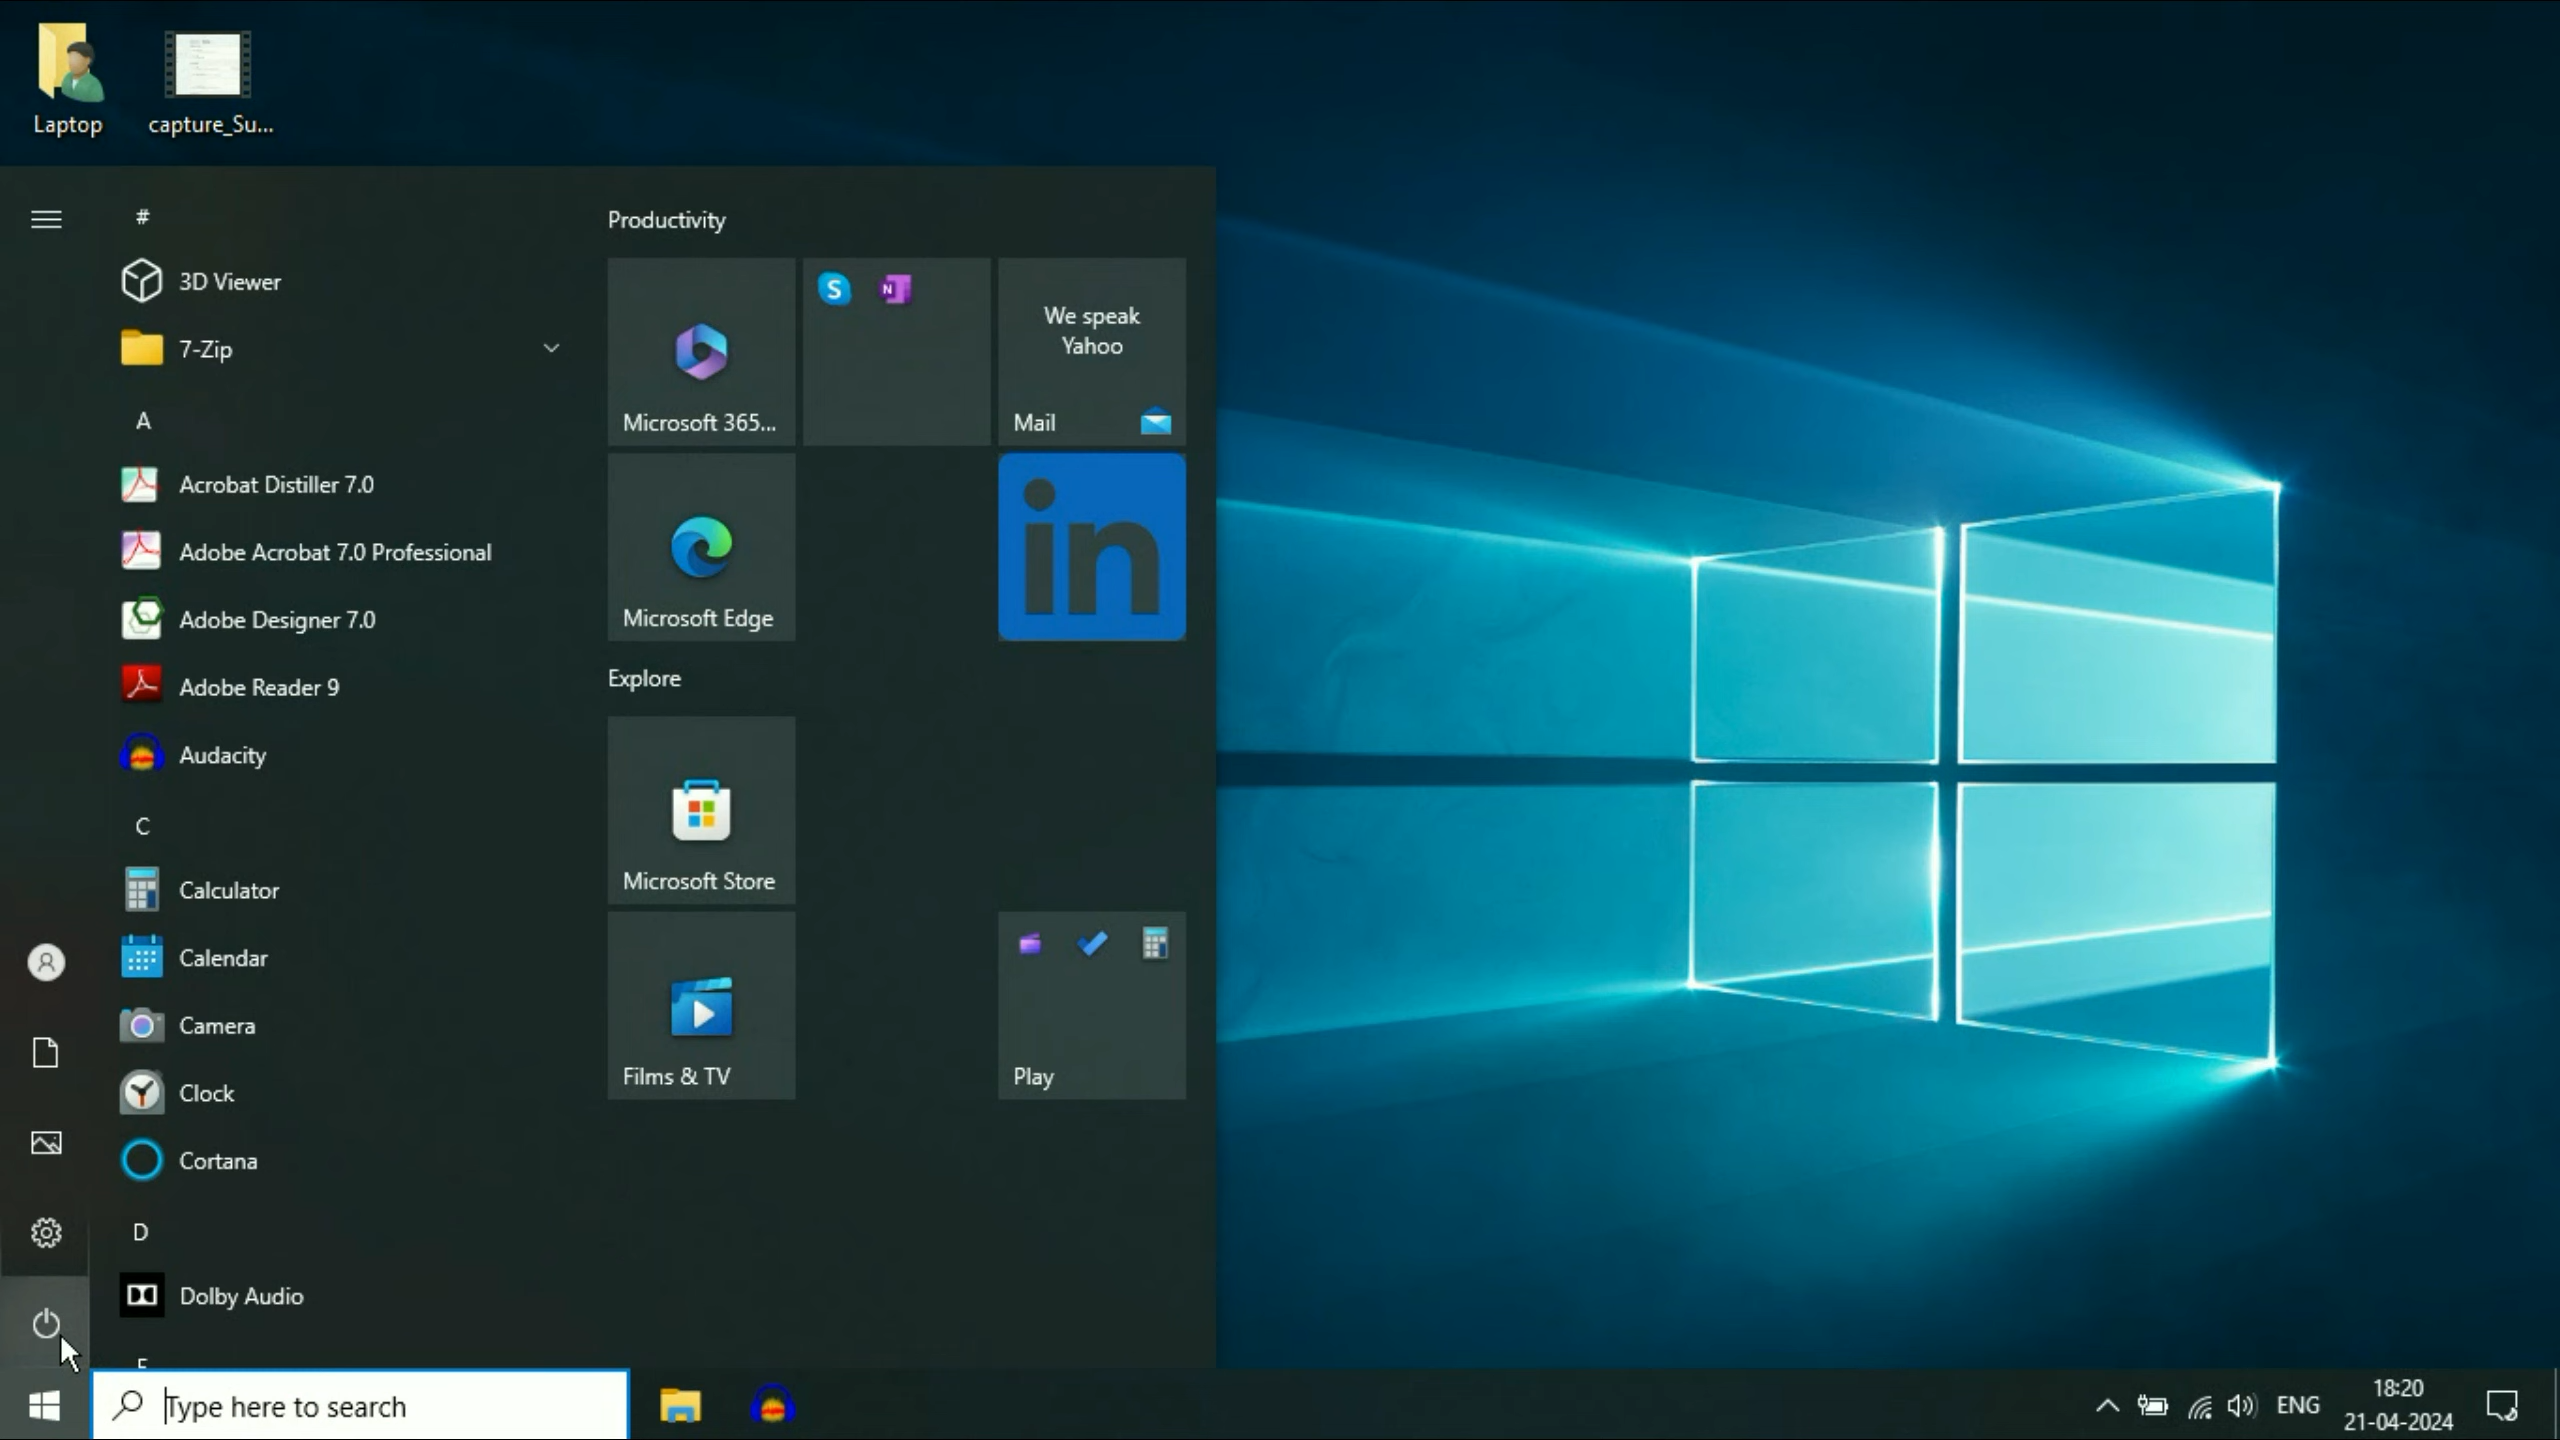 Laptop
capture_Su...
#
3D Viewer
7-Zip
A
Acrobat Distiller 7.0
Adobe Acrobat 7.0 Professional
Adobe Designer 7.0
Adobe Reader 9
Audacity
C
Calculator
Calendar
Camera
Clock
Cortana
D
Dolby Audio
Productivity
Microsoft 365...
S
N
We speak
Yahoo
Mail
Microsoft Edge
in
Explore
Microsoft Store
Films & TV
Play
Type here to search
ENG
18:20
21-04-2024